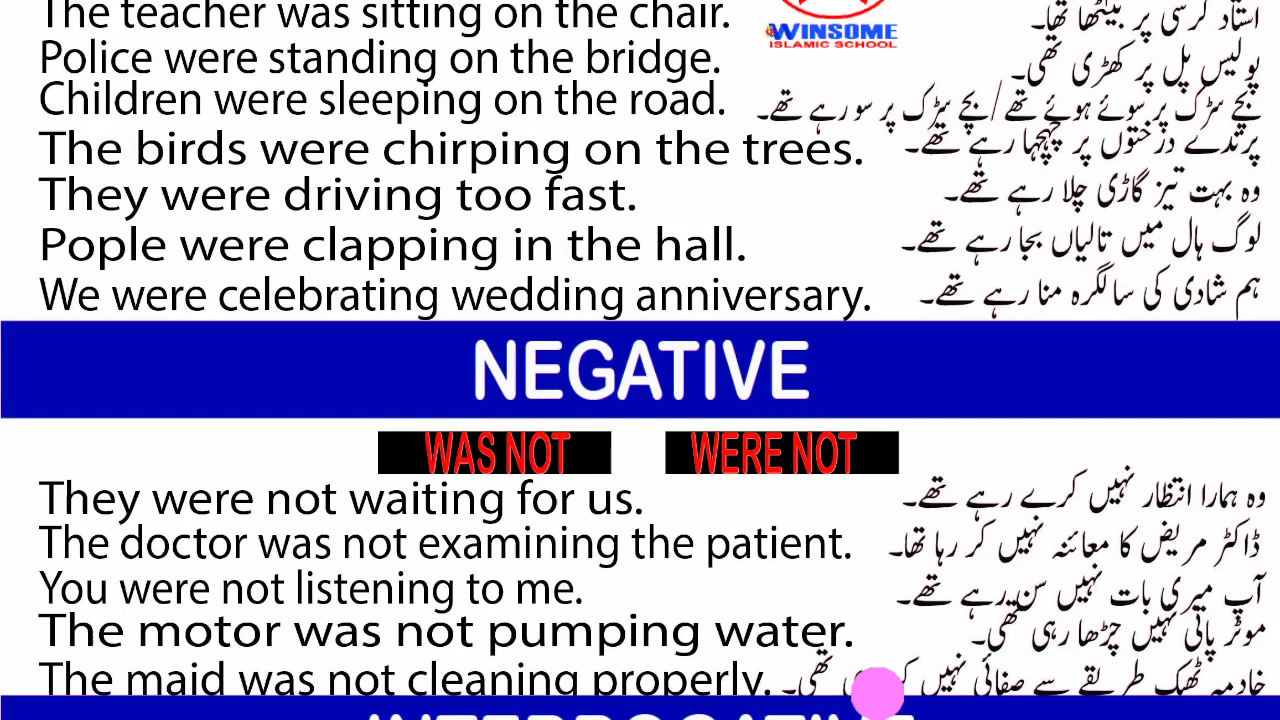 The teacher was sitting on the chair. استاد کرسی پر بیٹھا تھا۔
WINSOME
ISLAMIC SCHOOL
Police were standing on the bridge. پولیس پل پر کھڑی تھی۔
Children were sleeping on the road. بچے سڑک پر سوئے ہوئے تھے/بچے سڑک پر سو رہے تھے۔
The birds were chirping on the trees. پرندے درختوں پر چہچہا رہے تھے۔
They were driving too fast. وہ بہت تیز گاڑی چلا رہے تھے۔
Pople were clapping in the hall. لوگ ہال میں تالیاں بجا رہے تھے۔
We were celebrating wedding anniversary. ہم شادی کی سالگرہ منا رہے تھے۔
NEGATIVE
WAS NOT WERE NOT
They were not waiting for us. وہ ہمارا انتظار نہیں کرے رہے تھے۔
The doctor was not examining the patient. ڈاکٹر مریض کا معائنہ نہیں کر رہا تھا۔
You were not listening to me. آپ میری بات نہیں سن رہے تھے۔
The motor was not pumping water. موٹر پانی نہیں چڑھا رہی تھی۔
The maid was not cleaning properly. خادمہ ٹھیک طریقے سے صفائی نہیں تھی۔
INTERROGATIVE